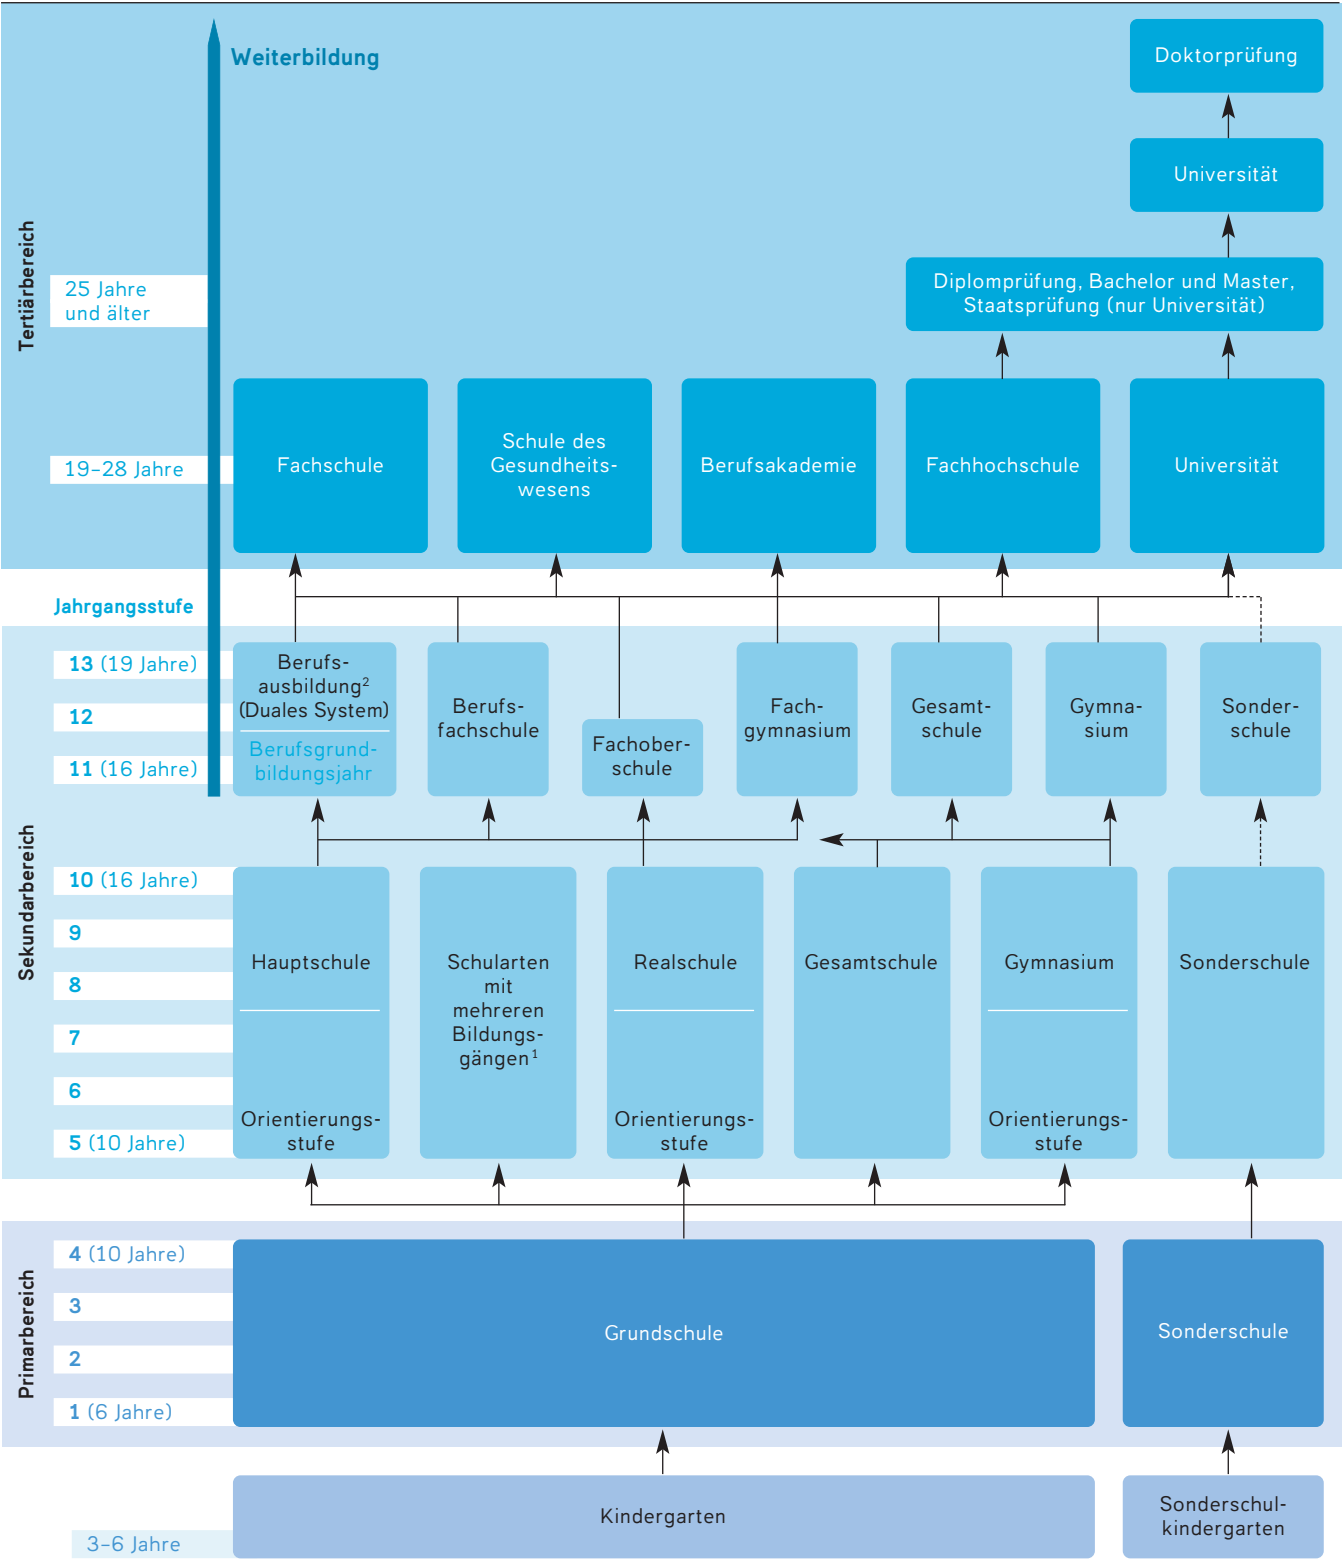 Weiterbildung
Doktorprüfung
Universität
Tertiärbereich
25 Jahre
und älter
Diplomprüfung, Bachelor und Master,
Staatsprüfung (nur Universität)
19–28 Jahre
Fachschule
Schule des
Gesundheits-
wesens
Berufsakademie
Fachhochschule
Universität
Jahrgangsstufe
Sekundarbereich
13 (19 Jahre)
12
11 (16 Jahre)
Berufs-
ausbildung²
(Duales System)
Berufsgrund-
bildungsjahr
Berufs-
fachschule
Fachober-
schule
Fach-
gymnasium
Gesamt-
schule
Gymna-
sium
Sonder-
schule
10 (16 Jahre)
9
8
7
6
5 (10 Jahre)
Hauptschule
Orientierungs-
stufe
Schularten
mit
mehreren
Bildungs-
gängen¹
Realschule
Orientierungs-
stufe
Gesamtschule
Gymnasium
Orientierungs-
stufe
Sonderschule
Primarbereich
4 (10 Jahre)
3
2
1 (6 Jahre)
Grundschule
Sonderschule
3–6 Jahre
Kindergarten
Sonderschul-
kindergarten